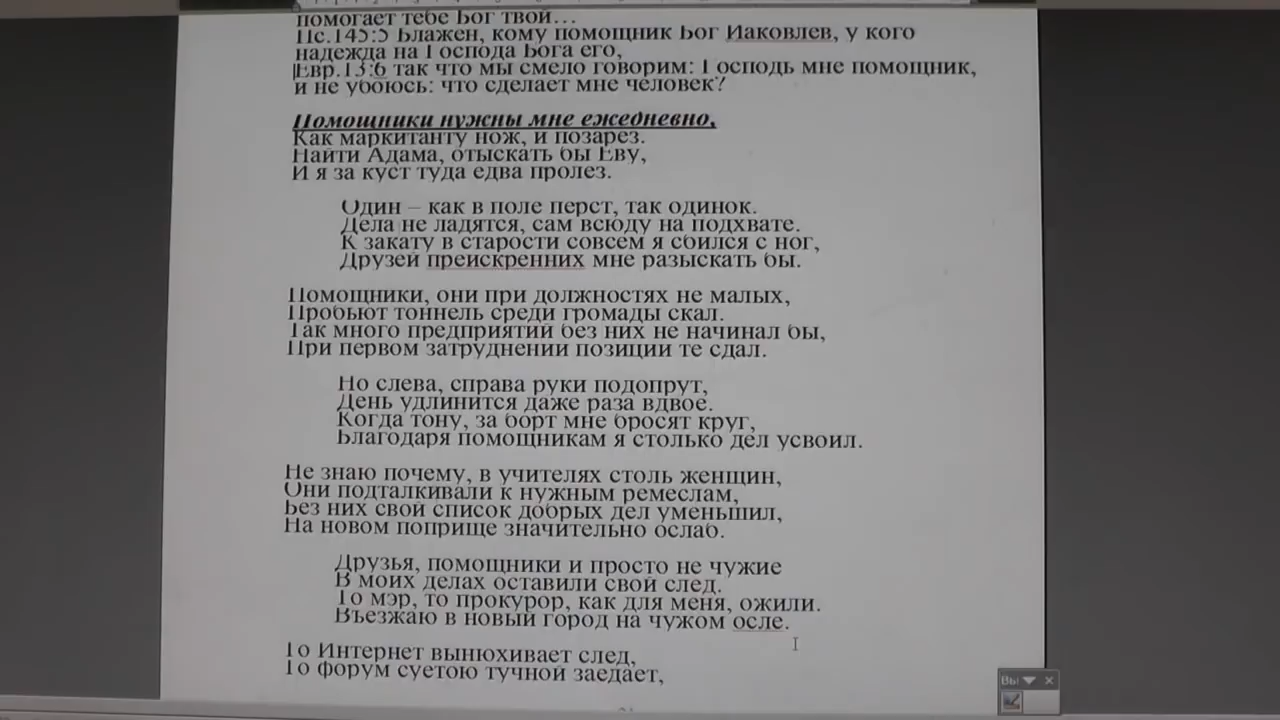 помогает тебе Бог твой…
Пс.145:5 Блажен, кому помощник Бог Иаковлев, у кого
надежда на Господа Бога его,
Евр.13:6 так что мы смело говорим: Господь мне помощник,
и не убоюсь: что сделает мне человек?
Помощники нужны мне ежедневно,
Как маркитанту нож, и позарез.
Найти Адама, отыскать бы Еву,
И я за куст туда едва пролез.
Один – как в поле перст, так одинок.
Дела не ладятся, сам всюду на подхвате.
К закату в старости совсем я сбился с ног,
Друзей преискренних мне разыскать бы.
Помощники, они при должностях не малых,
Пробьют тоннель среди громады скал.
Так много предприятий без них не начинал бы,
При первом затруднении позиции те сдал.
Но слева, справа руки подопрут,
День удлинится даже раза вдвое.
Когда тону, за борт мне бросят круг,
Благодаря помощникам я столько дел усвоил.
Не знаю почему, в учителях столь женщин,
Они подталкивали к нужным ремеслам,
Без них свой список добрых дел уменьшил,
На новом поприще значительно ослаб.
Друзья, помощники и просто не чужие
В моих делах оставили свой след.
То мэр, то прокурор, как для меня, ожили.
Въезжаю в новый город на чужом осле.
То Интернет вынюхивает след,
То форум суетою тучной заедает,
Вы